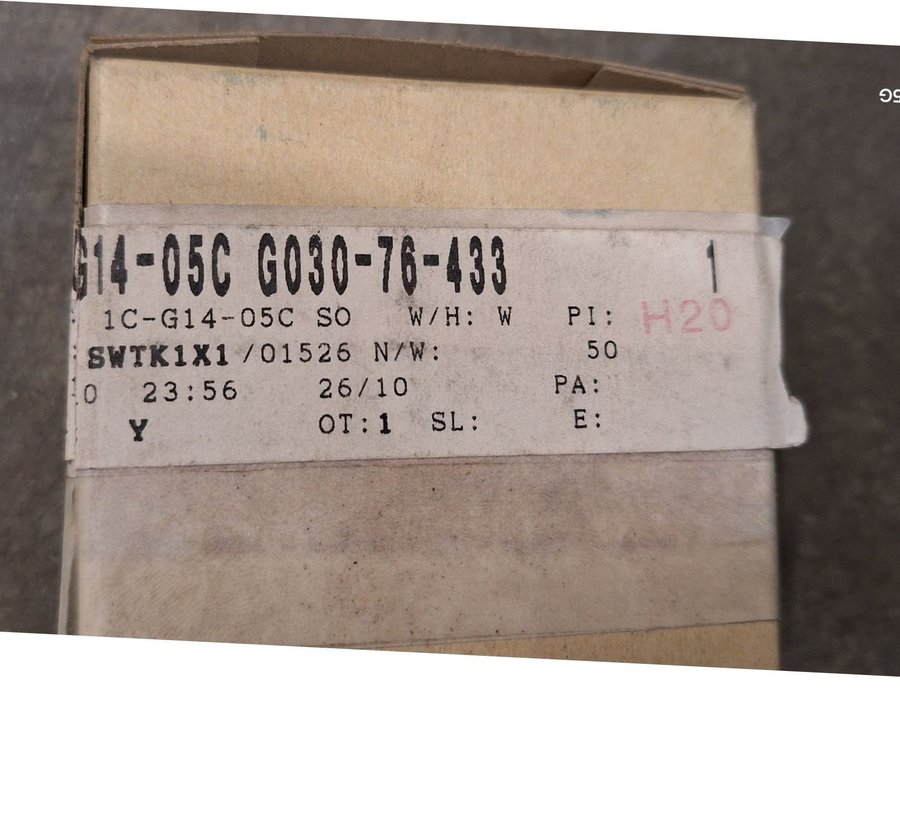 G14-05C G030-76-433 1
1C-G14-05C SO W/H: W PI: H20
SWTK1X1/01526 N/W: 50
0 23:56 26/10 PA:
Y OT:1 SL: E: